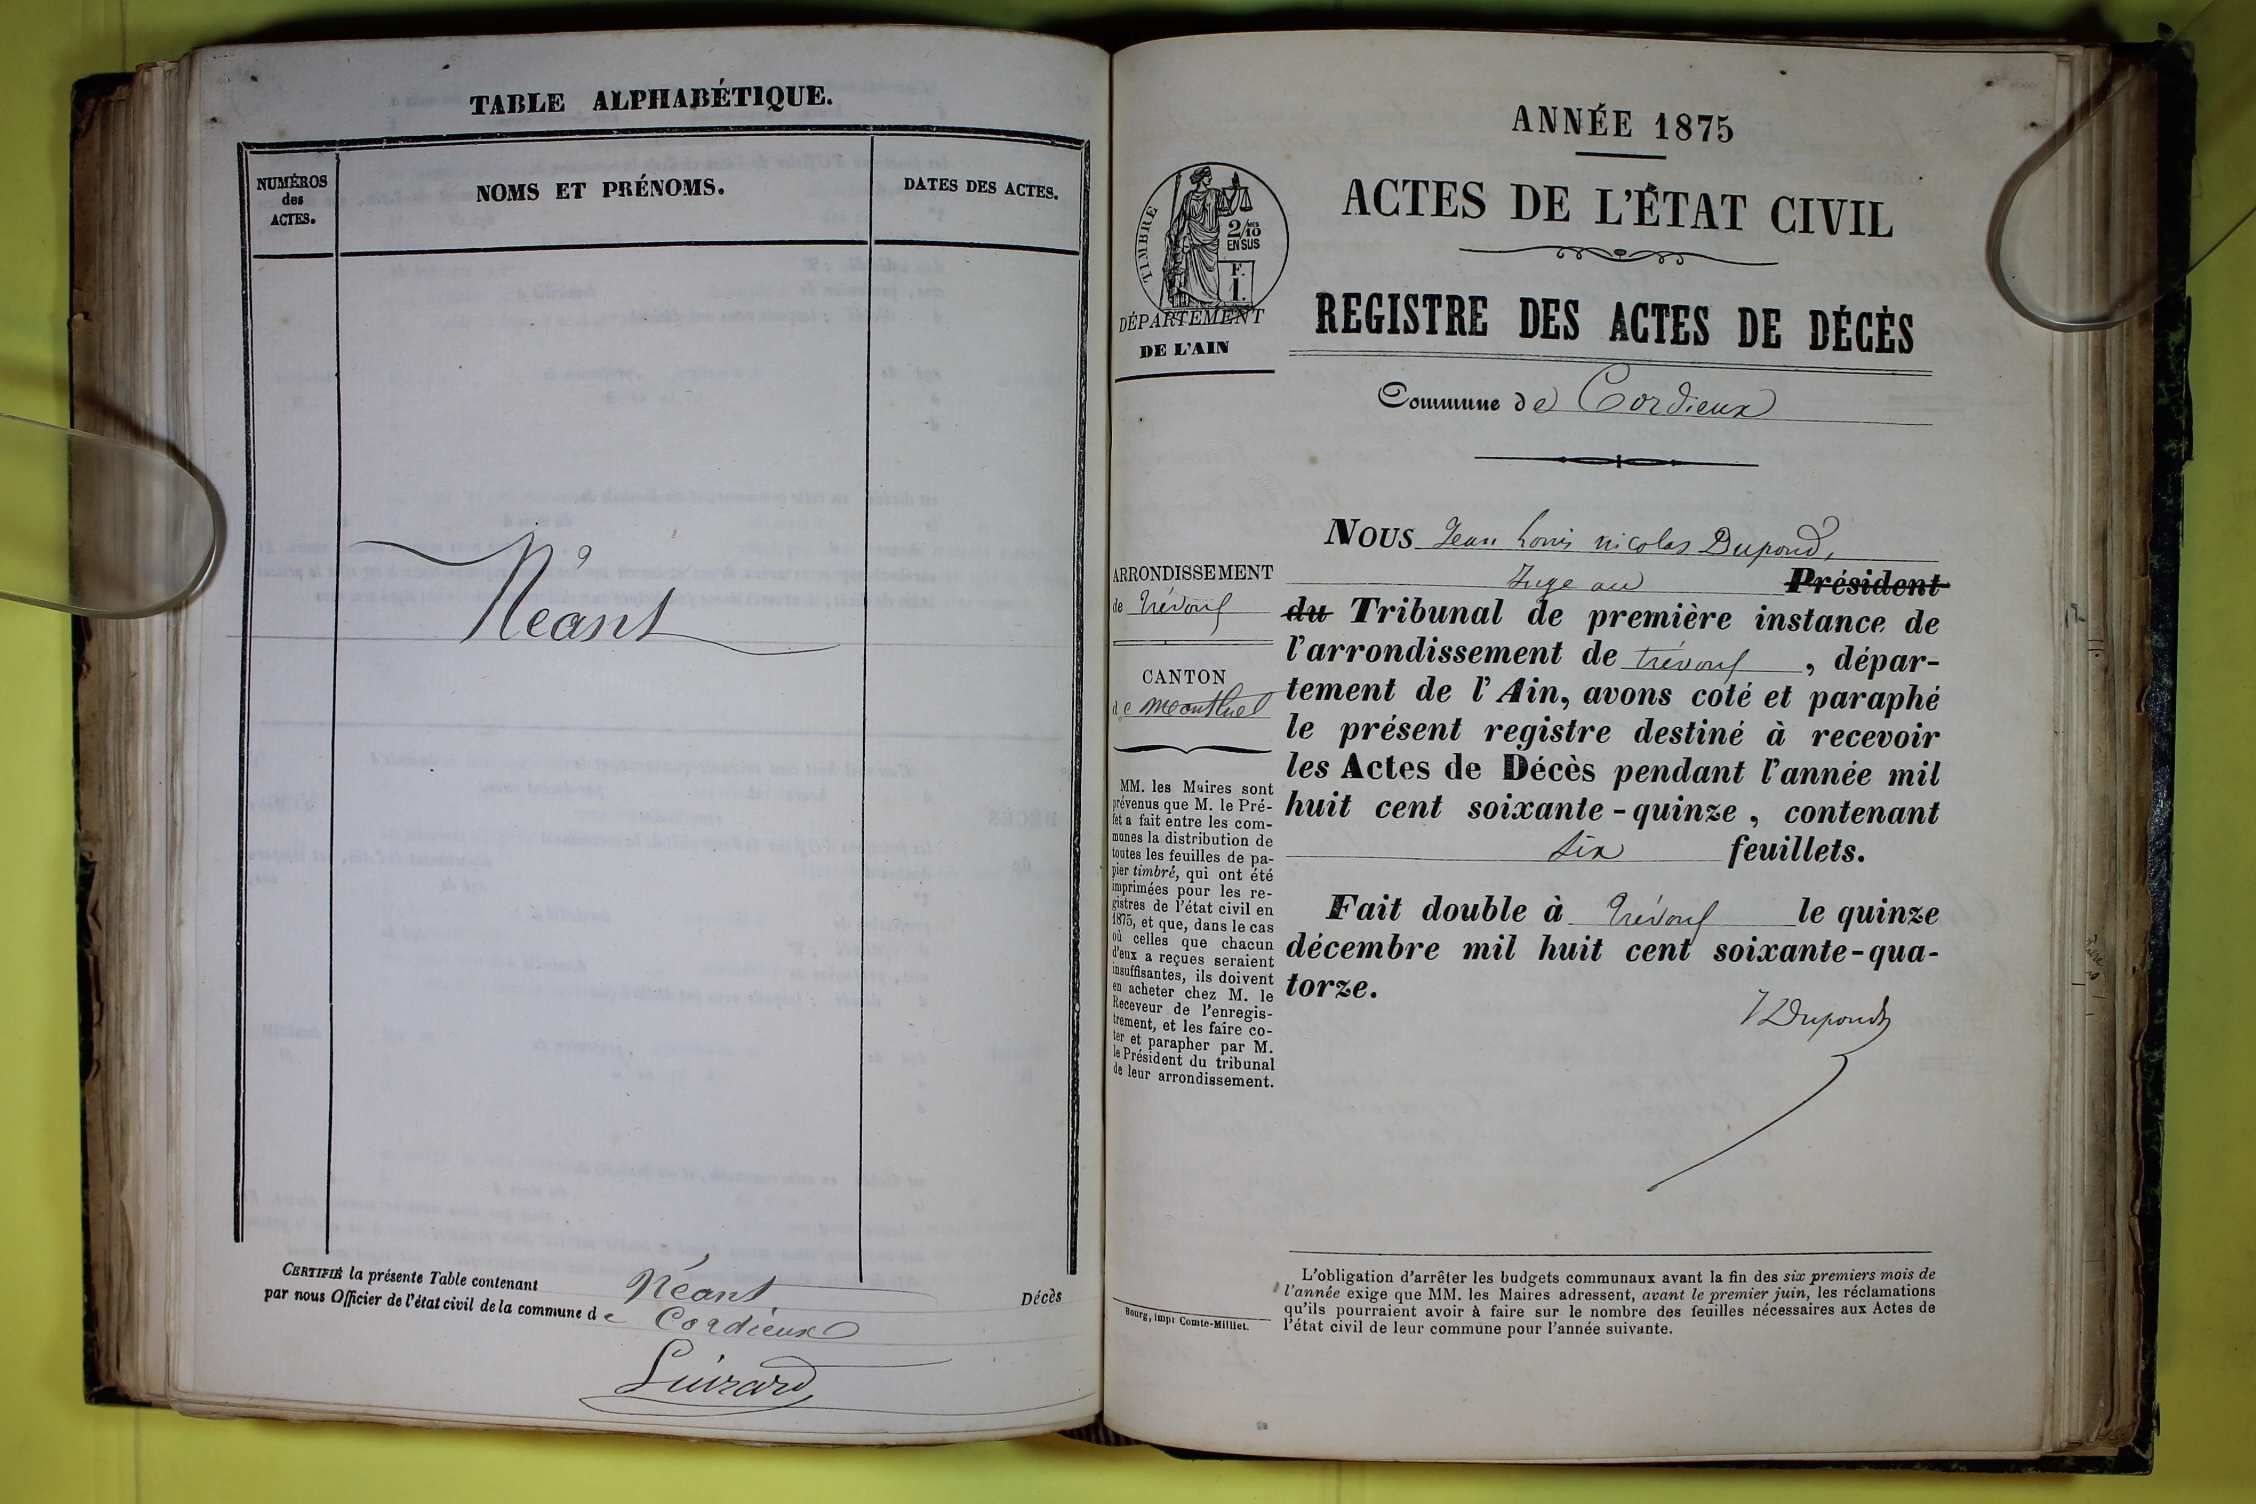 TABLE ALPHABÉTIQUE.
NUMÉROS
des
ACTES.
NOMS ET PRÉNOMS.
DATES DES ACTES.
Néant
CERTIFIÉ la présente Table contenant Néant Décès
par nous Officier de l'état civil de la commune de Cordieux
ANNÉE 1875
ACTES DE L'ÉTAT CIVIL
TIMBRE
2/10
EN SUS
F.
1.
DÉPARTEMENT
DE L'AIN
REGISTRE DES ACTES DE DÉCÈS
Commune de Cordieux
ARRONDISSEMENT
de Trévoux
CANTON
de Montluel
MM. les Maires sont
prévenus que M. le Pré-
fet a fait entre les com-
munes la distribution de
toutes les feuilles de pa-
pier timbré, qui ont été
imprimées pour les re-
gistres de l'état civil en
1875, et que, dans le cas
où celles que chacun
d'eux a reçues seraient
insuffisantes, ils doivent
en acheter chez M. le
Receveur de l'enregis-
trement, et les faire co-
ter et parapher par M.
le Président du tribunal
de leur arrondissement.
NOUS Jean Louis nicolas Dupond,
Juge au Président
du Tribunal de première instance de
l'arrondissement de trévoux, dépar-
tement de l'Ain, avons coté et paraphé
le présent registre destiné à recevoir
les Actes de Décès pendant l'année mil
huit cent soixante-quinze, contenant
six feuillets.
Fait double à Trévoux le quinze
décembre mil huit cent soixante-qua-
torze.
Dupond
L'obligation d'arrêter les budgets communaux avant la fin des six premiers mois de
l'année exige que MM. les Maires adressent, avant le premier juin, les réclamations
qu'ils pourraient avoir à faire sur le nombre des feuilles nécessaires aux Actes de
l'état civil de leur commune pour l'année suivante.
Bourg, imp. Comte-Milliet.